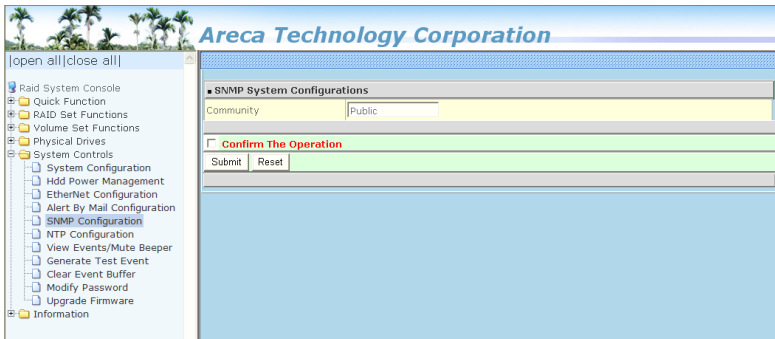 Areca Technology Corporation
|open all|close all|
Raid System Console
Quick Function
RAID Set Functions
Volume Set Functions
Physical Drives
System Controls
System Configuration
Hdd Power Management
EtherNet Configuration
Alert By Mail Configuration
SNMP Configuration
NTP Configuration
View Events/Mute Beeper
Generate Test Event
Clear Event Buffer
Modify Password
Upgrade Firmware
Information
SNMP System Configurations
Community Public
Confirm The Operation
Submit Reset